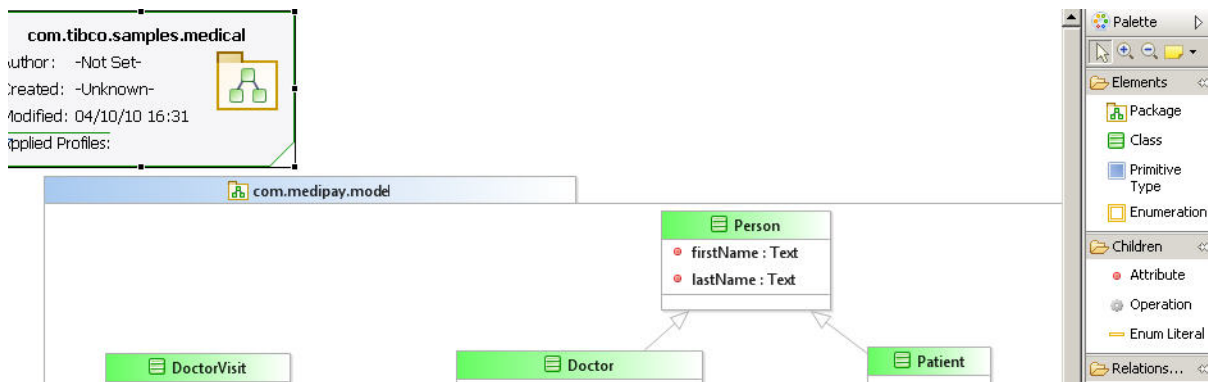 com.tibco.samples.medical
uthor: -Not Set-
Created: -Unknown-
Modified: 04/10/10 16:31
pplied Profiles:
com.medipay.model
Person
firstName : Text
lastName : Text
DoctorVisit
Doctor
Patient
Palette
Elements
Package
Class
Primitive
Type
Enumeration
Children
Attribute
Operation
Enum Literal
Relations...